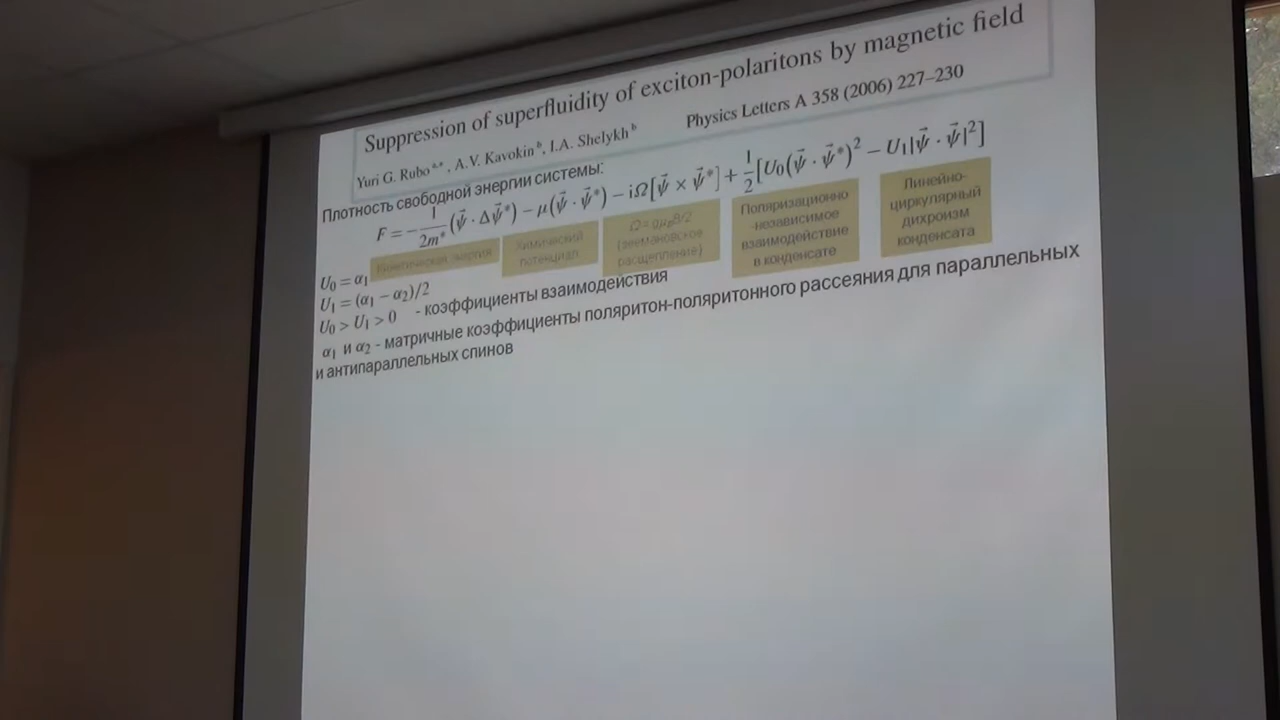 Suppression of superfluidity of exciton-polaritons by magnetic field
Yuri G. Rubo a,*, A.V. Kavokin b, I.A. Shelykh b
Physics Letters A 358 (2006) 227–230
Плотность свободной энергии системы:
F = −1/2m* (ψ⃗ · Δψ⃗*) − μ(ψ⃗ · ψ⃗*) − iΩ[ψ⃗ × ψ⃗*] + 1/2 [U₀(ψ⃗ · ψ⃗*)² − U₁|ψ⃗ · ψ⃗|²]
Кинетическая энергия
Химический
потенциал
Ω = gμ_BB/2
(зеемановское
расщепление)
Поляризационно
-независимое
взаимодействие
в конденсате
Линейно-
циркулярный
дихроизм
конденсата
U₀ = α₁
U₁ = (α₁ − α₂)/2
U₀ > U₁ > 0 - коэффициенты взаимодействия
α₁ и α₂ - матричные коэффициенты поляритон-поляритонного рассеяния для параллельных
и антипараллельных спинов